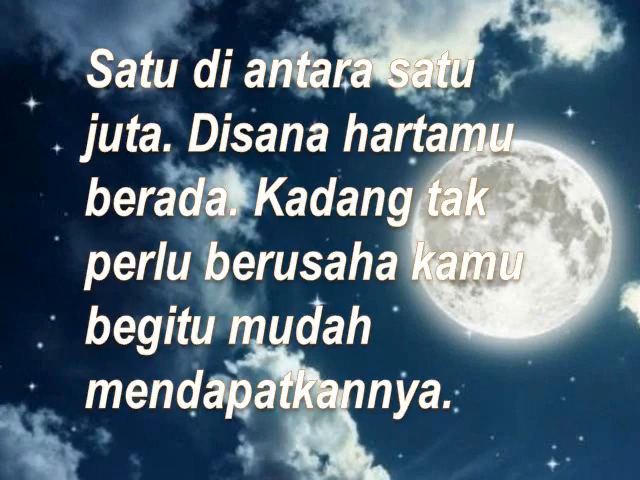 Satu di antara satu
juta. Disana hartamu
berada. Kadang tak
perlu berusaha kamu
begitu mudah
mendapatkannya.